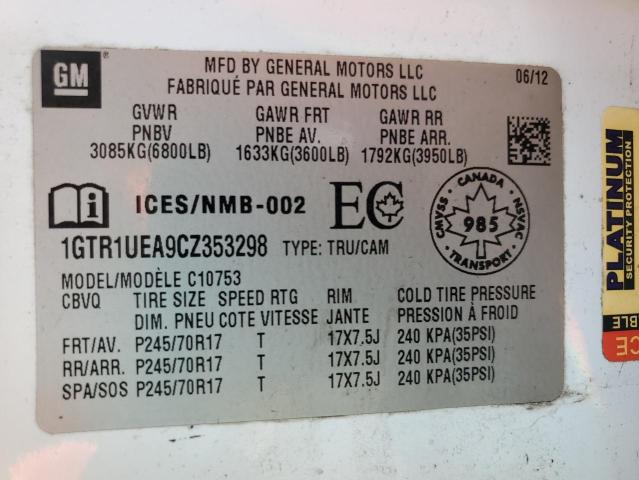 GM
MFD BY GENERAL MOTORS LLC
FABRIQUÉ PAR GENERAL MOTORS LLC
06/12
GVWR GAWR FRT GAWR RR
PNBV PNBE AV. PNBE ARR.
3085KG(6800LB) 1633KG(3600LB) 1792KG(3950LB)
ICES/NMB-002 EC
CANADA
CMVSS 985 NSVAC
TRANSPORT
1GTR1UEA9CZ353298 TYPE: TRU/CAM
MODEL/MODÈLE C10753
CBVQ TIRE SIZE SPEED RTG RIM COLD TIRE PRESSURE
DIM. PNEU COTE VITESSE JANTE PRESSION À FROID
FRT/AV. P245/70R17 T 17X7.5J 240 KPA(35PSI)
RR/ARR. P245/70R17 T 17X7.5J 240 KPA(35PSI)
SPA/SOS P245/70R17 T 17X7.5J 240 KPA(35PSI)
PLATINUM
SECURITY PROTECTION